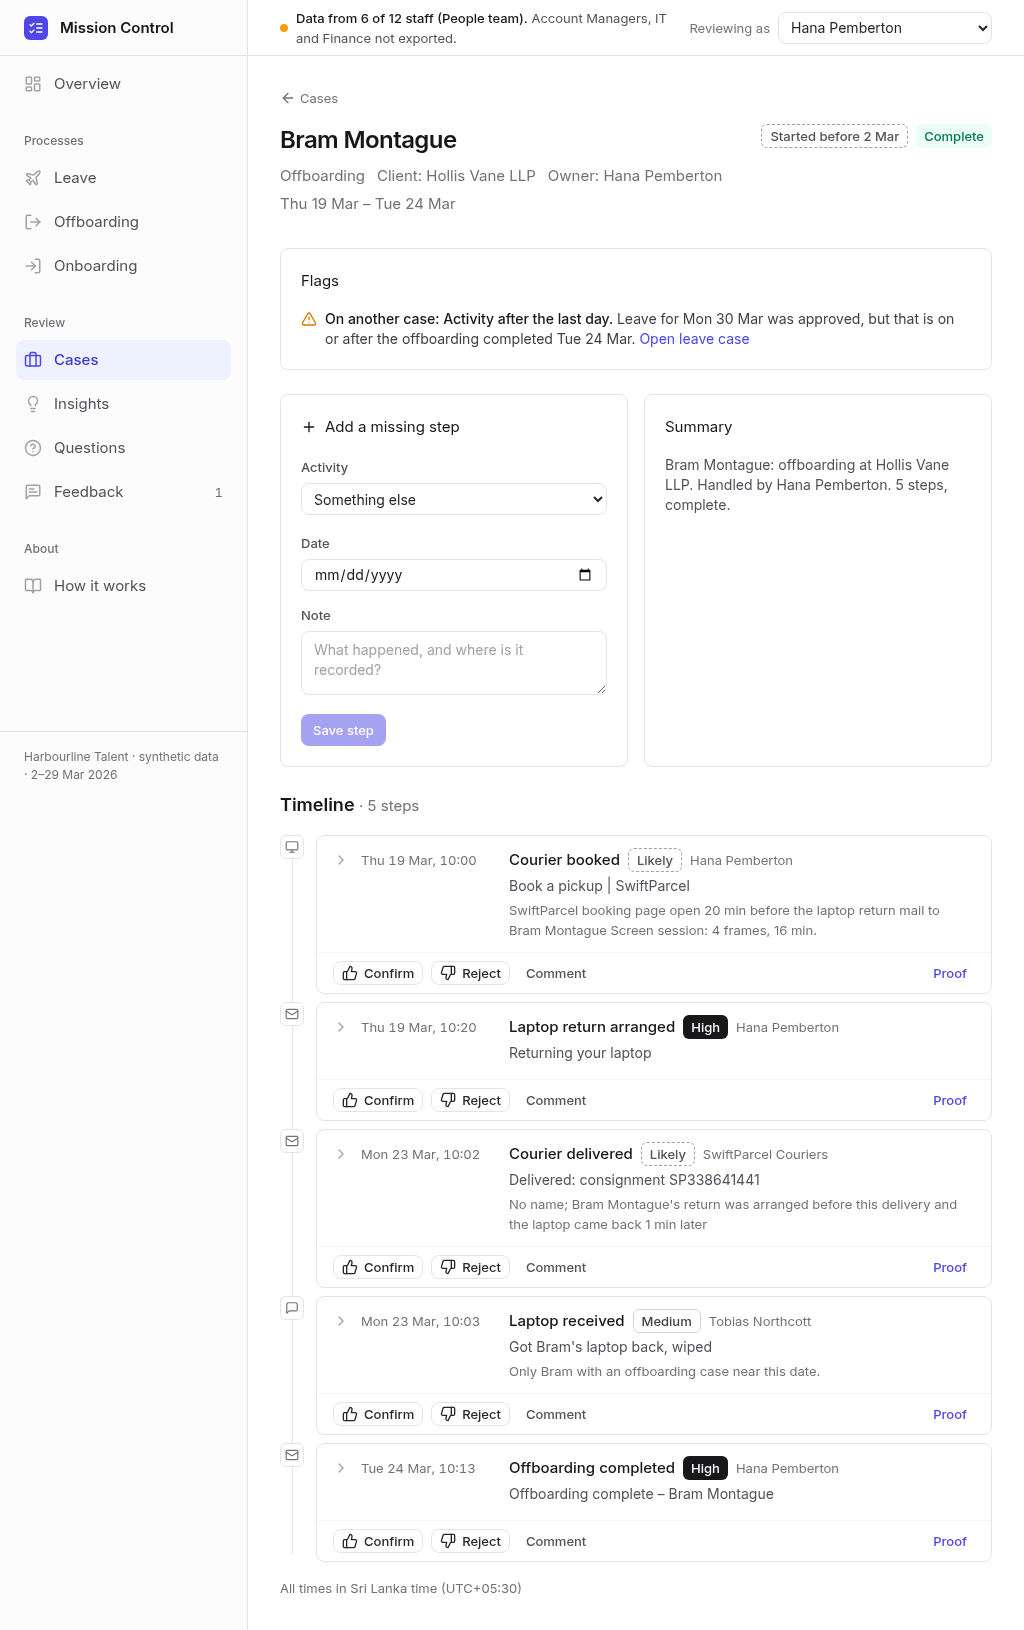 Mission Control
Data from 6 of 12 staff (People team). Account Managers, IT
and Finance not exported.
Reviewing as
Hana Pemberton
Overview
Processes
Leave
Offboarding
Onboarding
Review
Cases
Insights
Questions
Feedback 1
About
How it works
Harbourline Talent · synthetic data
· 2–29 Mar 2026
Cases
Bram Montague
Started before 2 Mar
Complete
Offboarding Client: Hollis Vane LLP Owner: Hana Pemberton
Thu 19 Mar – Tue 24 Mar
Flags
On another case: Activity after the last day. Leave for Mon 30 Mar was approved, but that is on
or after the offboarding completed Tue 24 Mar. Open leave case
Add a missing step
Activity
Something else
Date
mm/dd/yyyy
Note
What happened, and where is it
recorded?
Save step
Summary
Bram Montague: offboarding at Hollis Vane
LLP. Handled by Hana Pemberton. 5 steps,
complete.
Timeline · 5 steps
Thu 19 Mar, 10:00 Courier booked Likely Hana Pemberton
Book a pickup | SwiftParcel
SwiftParcel booking page open 20 min before the laptop return mail to
Bram Montague Screen session: 4 frames, 16 min.
Confirm Reject Comment Proof
Thu 19 Mar, 10:20 Laptop return arranged High Hana Pemberton
Returning your laptop
Confirm Reject Comment Proof
Mon 23 Mar, 10:02 Courier delivered Likely SwiftParcel Couriers
Delivered: consignment SP338641441
No name; Bram Montague's return was arranged before this delivery and
the laptop came back 1 min later
Confirm Reject Comment Proof
Mon 23 Mar, 10:03 Laptop received Medium Tobias Northcott
Got Bram's laptop back, wiped
Only Bram with an offboarding case near this date.
Confirm Reject Comment Proof
Tue 24 Mar, 10:13 Offboarding completed High Hana Pemberton
Offboarding complete – Bram Montague
Confirm Reject Comment Proof
All times in Sri Lanka time (UTC+05:30)